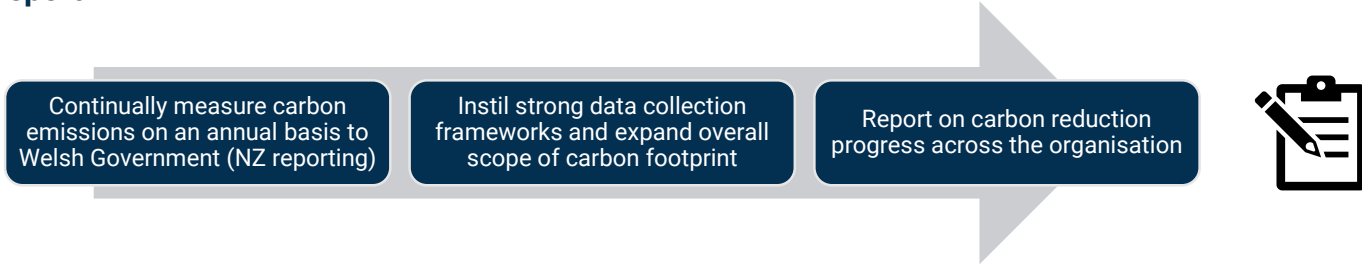 Continually measure carbon
emissions on an annual basis to
Welsh Government (NZ reporting)
Instil strong data collection
frameworks and expand overall
scope of carbon footprint
Report on carbon reduction
progress across the organisation